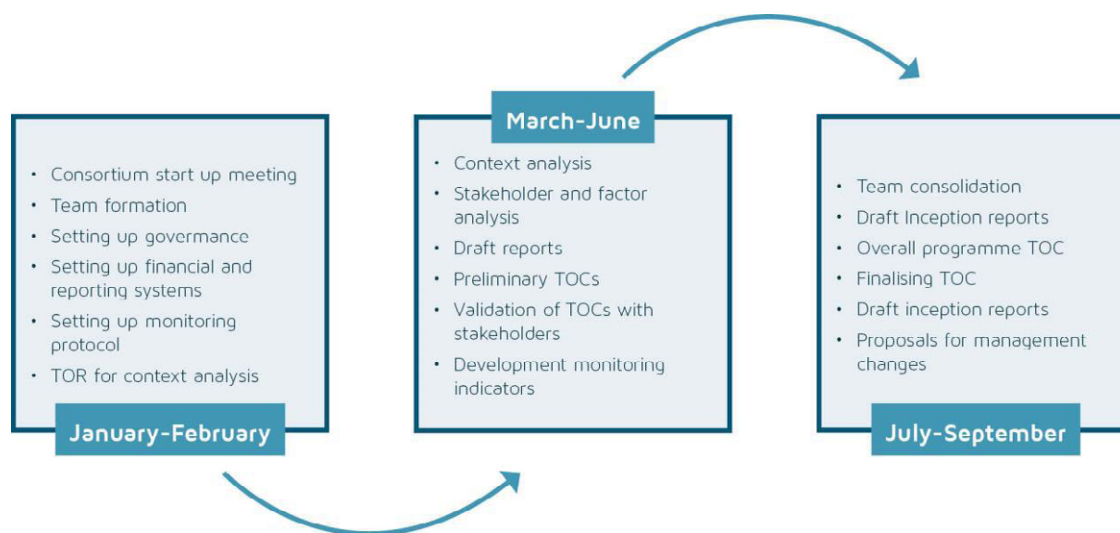 • Consortium start up meeting
• Team formation
• Setting up govermance
• Setting up financial and
reporting systems
• Setting up monitoring
protocol
• TOR for context analysis
January-February
March-June
• Context analysis
• Stakeholder and factor
analysis
• Draft reports
• Preliminary TOCs
• Validation of TOCs with
stakeholders
• Development monitoring
indicators
• Team consolidation
• Draft Inception reports
• Overall programme TOC
• Finalising TOC
• Draft inception reports
• Proposals for management
changes
July-September